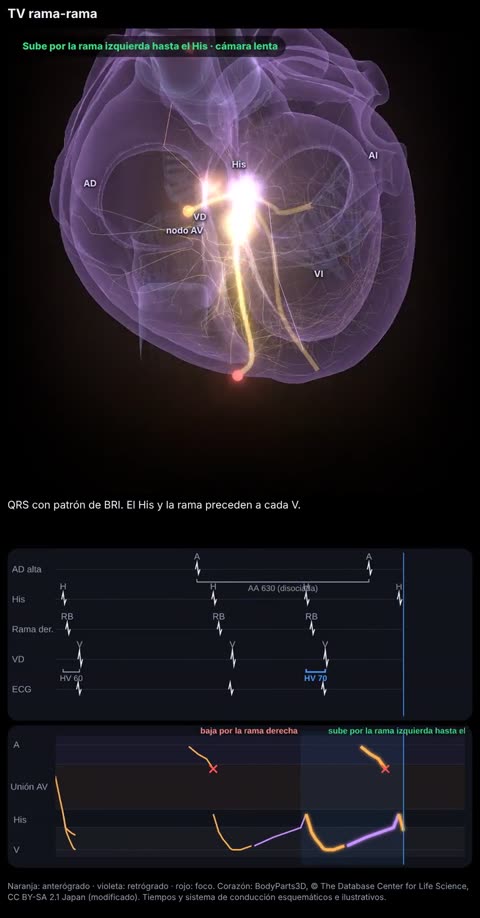 TV rama-rama
Sube por la rama izquierda hasta el His · cámara lenta
His
AI
AD
VD
nodo AV
VI
QRS con patrón de BRI. El His y la rama preceden a cada V.
A A
AD alta
AA 630 (disociada)
H H H H
His
RB RB RB
Rama der.
V V V
VD
HV 60 HV 70
ECG
baja por la rama derecha sube por la rama izquierda hasta el
A
Unión AV
His
V
Naranja: anterógrado · violeta: retrógrado · rojo: foco. Corazón: BodyParts3D, © The Database Center for Life Science,
CC BY-SA 2.1 Japan (modificado). Tiempos y sistema de conducción esquemáticos e ilustrativos.